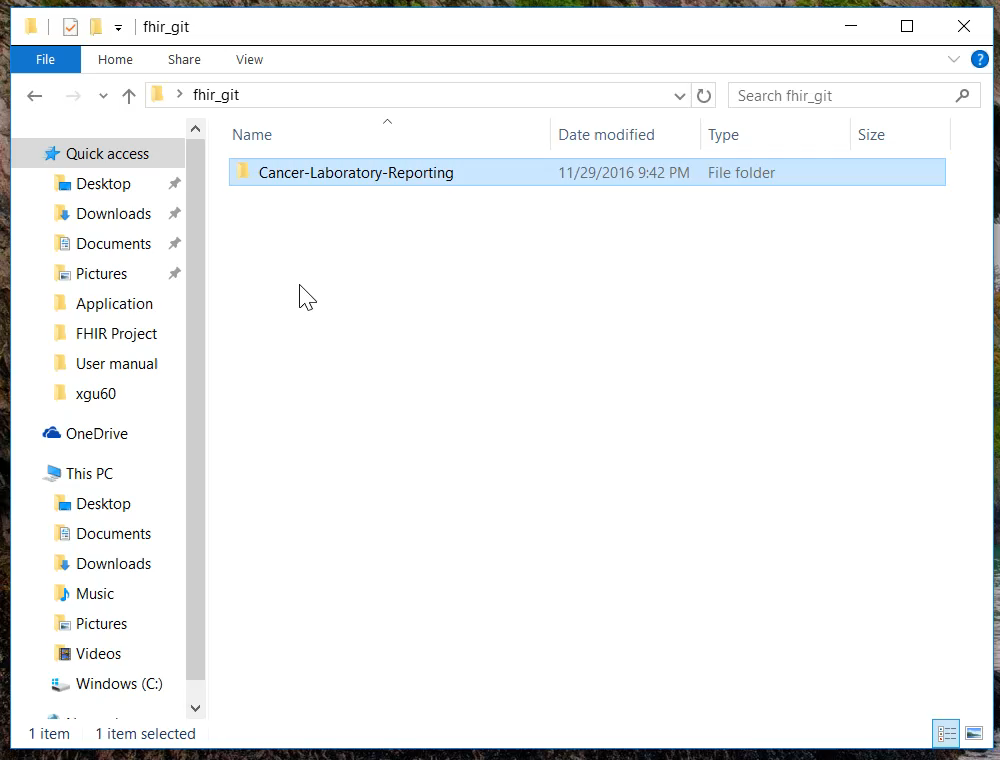 fhir_git
File Home Share View
?
fhir_git
Search fhir_git
Name Date modified Type Size
Cancer-Laboratory-Reporting 11/29/2016 9:42 PM File folder
Quick access
Desktop
Downloads
Documents
Pictures
Application
FHIR Project
User manual
xgu60
OneDrive
This PC
Desktop
Documents
Downloads
Music
Pictures
Videos
Windows (C:)
1 item 1 item selected